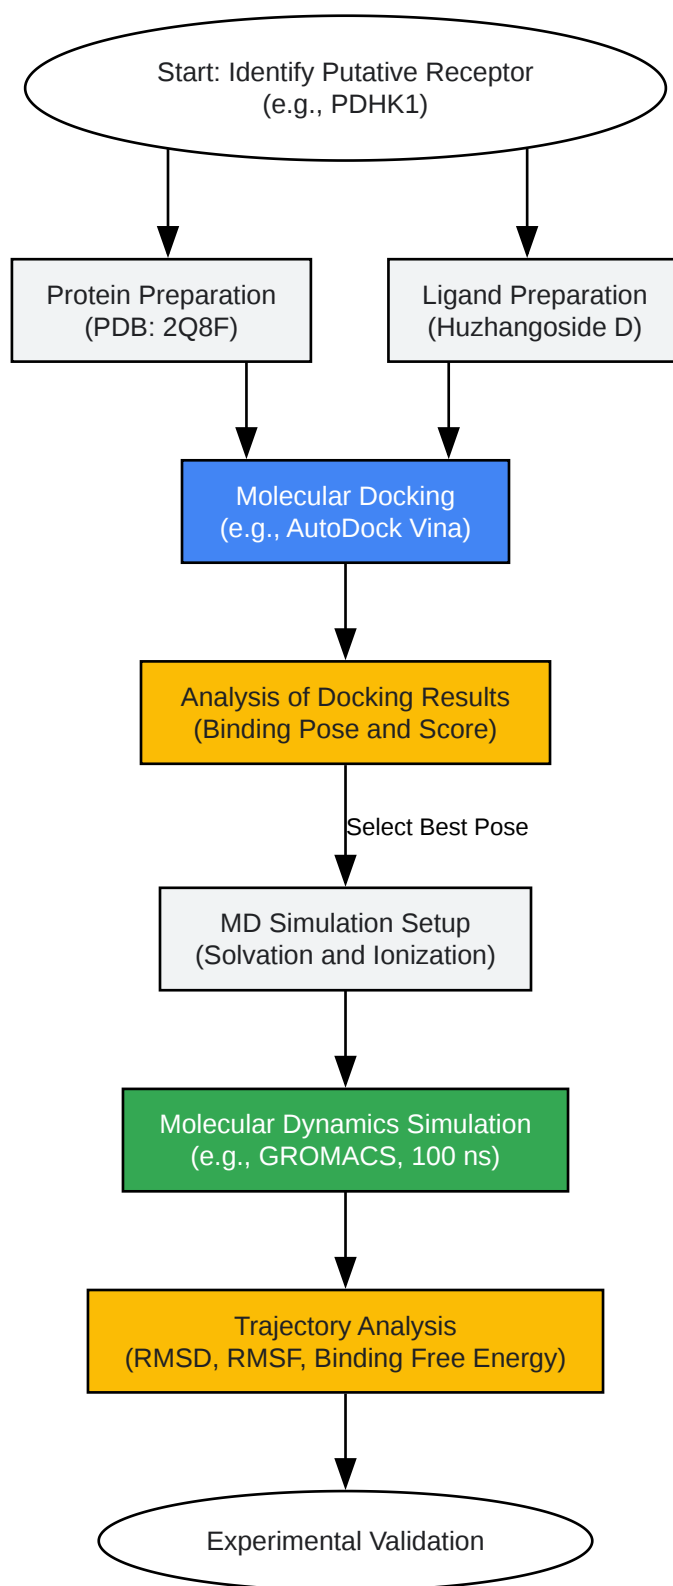 Start: Identify Putative Receptor
(e.g., PDHK1)
Protein Preparation
(PDB: 2Q8F)
Ligand Preparation
(Huzhangoside D)
Molecular Docking
(e.g., AutoDock Vina)
Analysis of Docking Results
(Binding Pose and Score)
Select Best Pose
MD Simulation Setup
(Solvation and Ionization)
Molecular Dynamics Simulation
(e.g., GROMACS, 100 ns)
Trajectory Analysis
(RMSD, RMSF, Binding Free Energy)
Experimental Validation